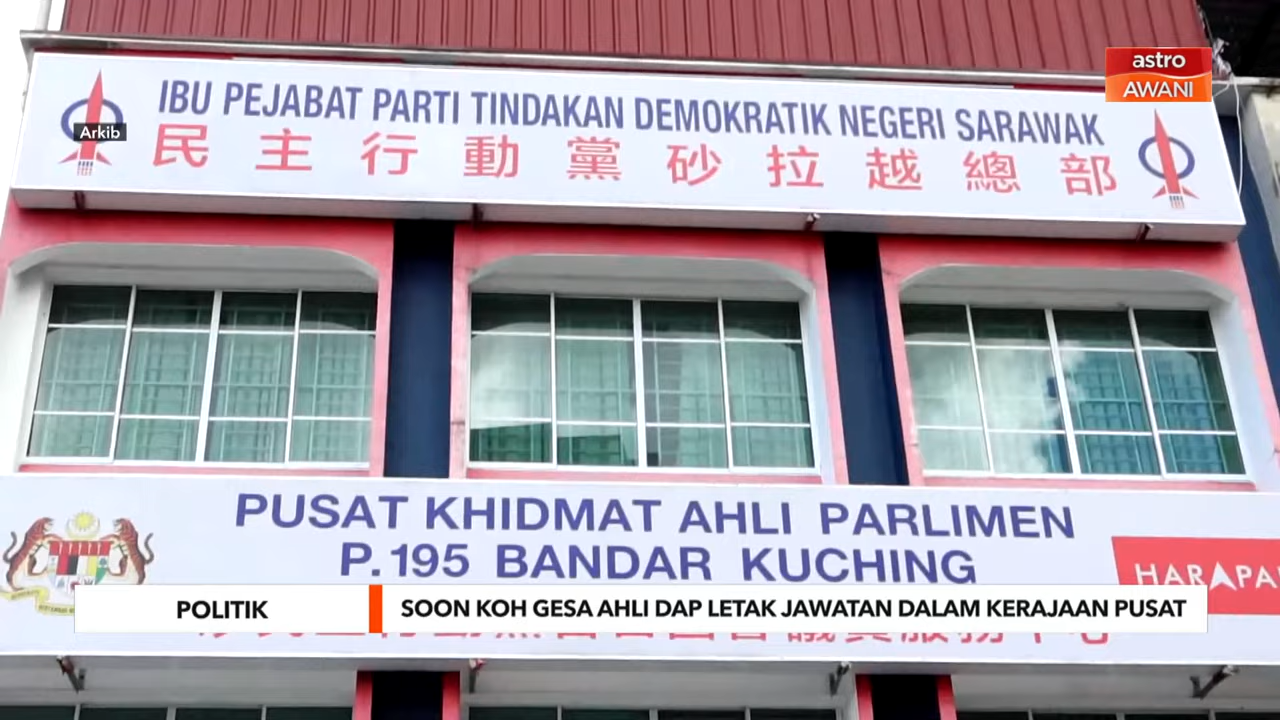 astro
AWANI
IBU PEJABAT PARTI TINDAKAN DEMOKRATIK NEGERI SARAWAK
Arkib
民主行動黨砂拉越總部
PUSAT KHIDMAT AHLI PARLIMEN
P.195 BANDAR KUCHING
HARAPA
POLITIK
SOON KOH GESA AHLI DAP LETAK JAWATAN DALAM KERAJAAN PUSAT